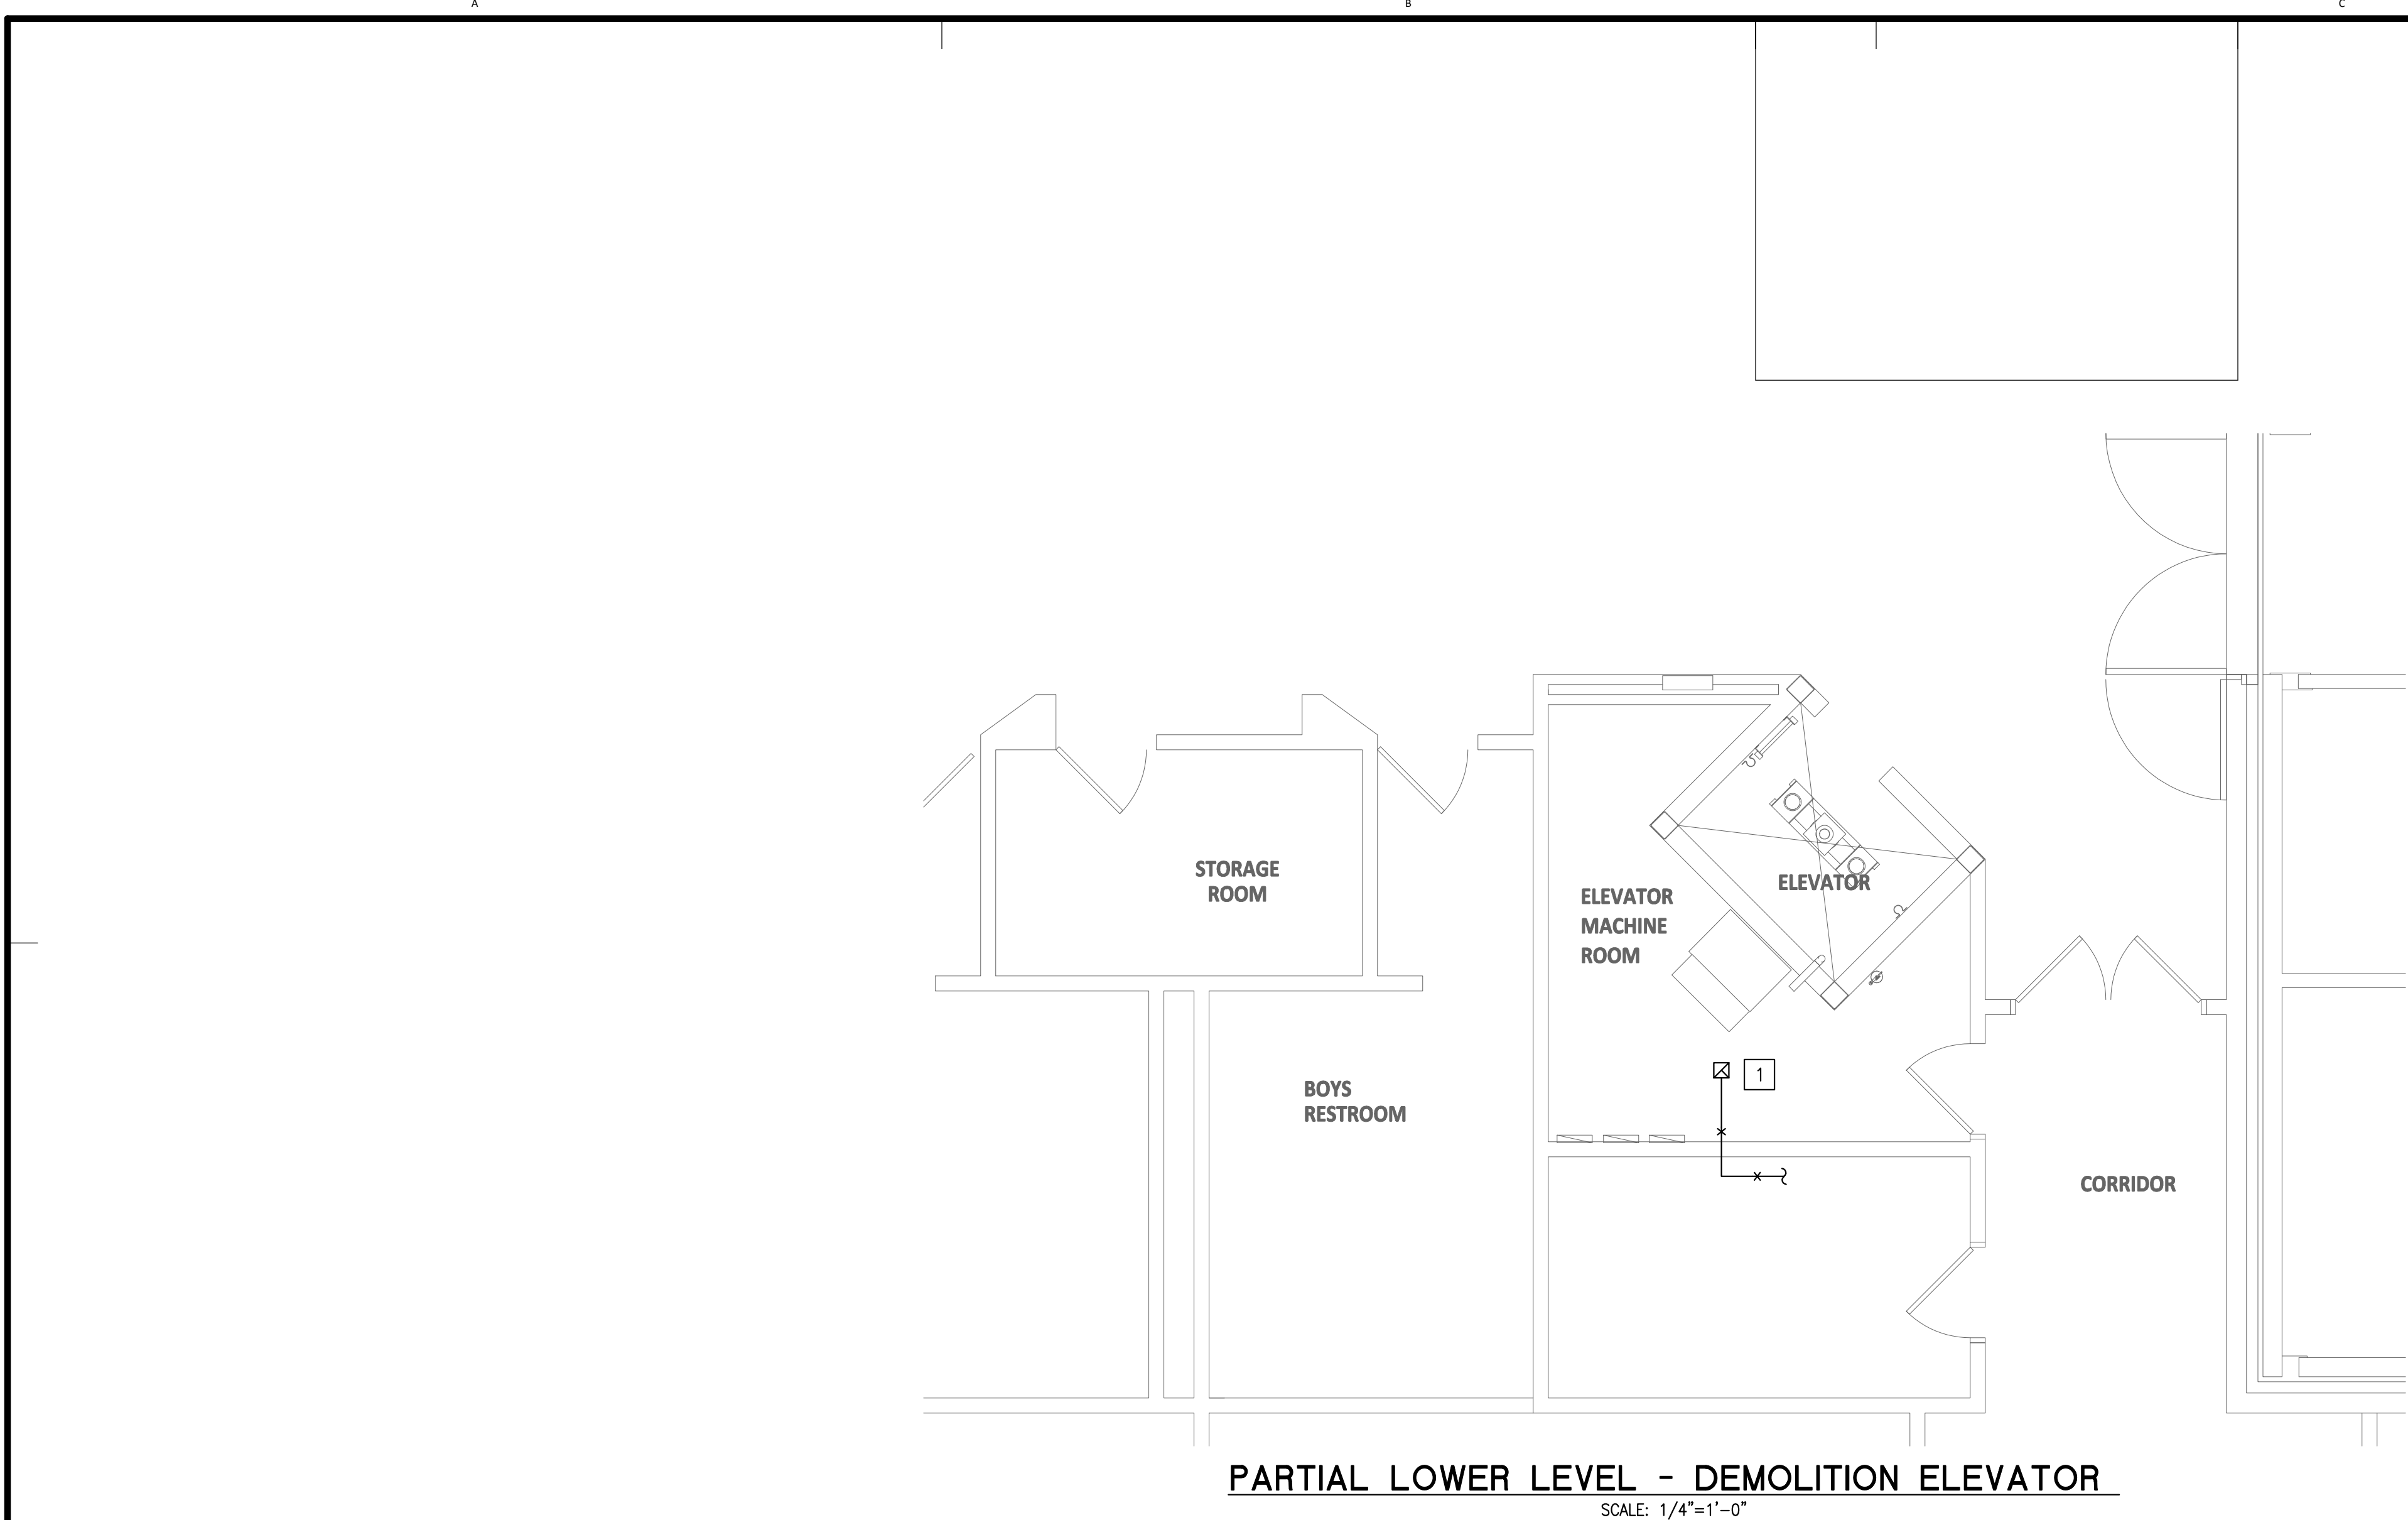 A
B
C
STORAGE
ROOM
ELEVATOR
MACHINE
ROOM
ELEVATOR
BOYS
RESTROOM
1
CORRIDOR
PARTIAL LOWER LEVEL - DEMOLITION ELEVATOR
SCALE: 1/4"=1'-0"